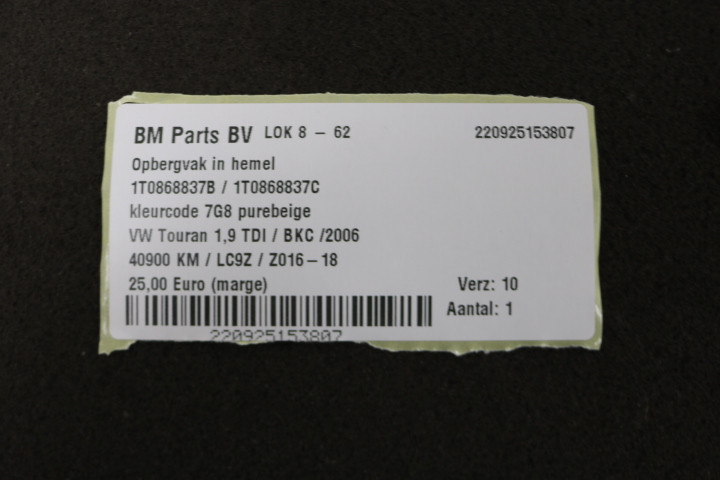 BM Parts BV LOK 8 - 62 220925153807
Opbergvak in hemel
1T0868837B / 1T0868837C
kleurcode 7G8 purebeige
VW Touran 1,9 TDI / BKC /2006
40900 KM / LC9Z / Z016-18
25,00 Euro (marge) Verz: 10
Aantal: 1
220925153807